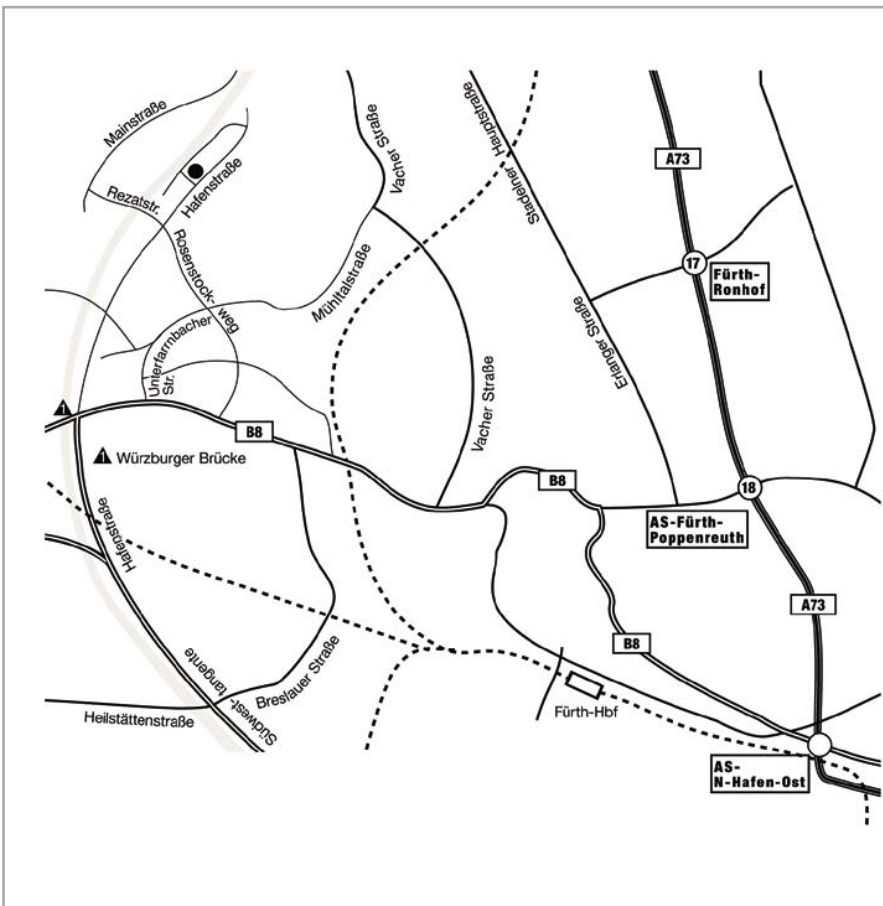 Mainstraße
Vacher Straße
Stadelner Hauptstraße
A73
Rezatstr.
Hafenstraße
Rosenstock-
weg
17
Fürth-
Ronhof
Mühltalstraße
Unterfarrnbacher
Str.
Erlanger Straße
Vacher Straße
1
B8
1 Würzburger Brücke
B8
18
AS-Fürth-
Poppenreuth
Hafenstraße
A73
B8
Breslauer Straße
Südwest-
tangente
Heilstättenstraße
Fürth-Hbf
AS-
N-Hafen-Ost